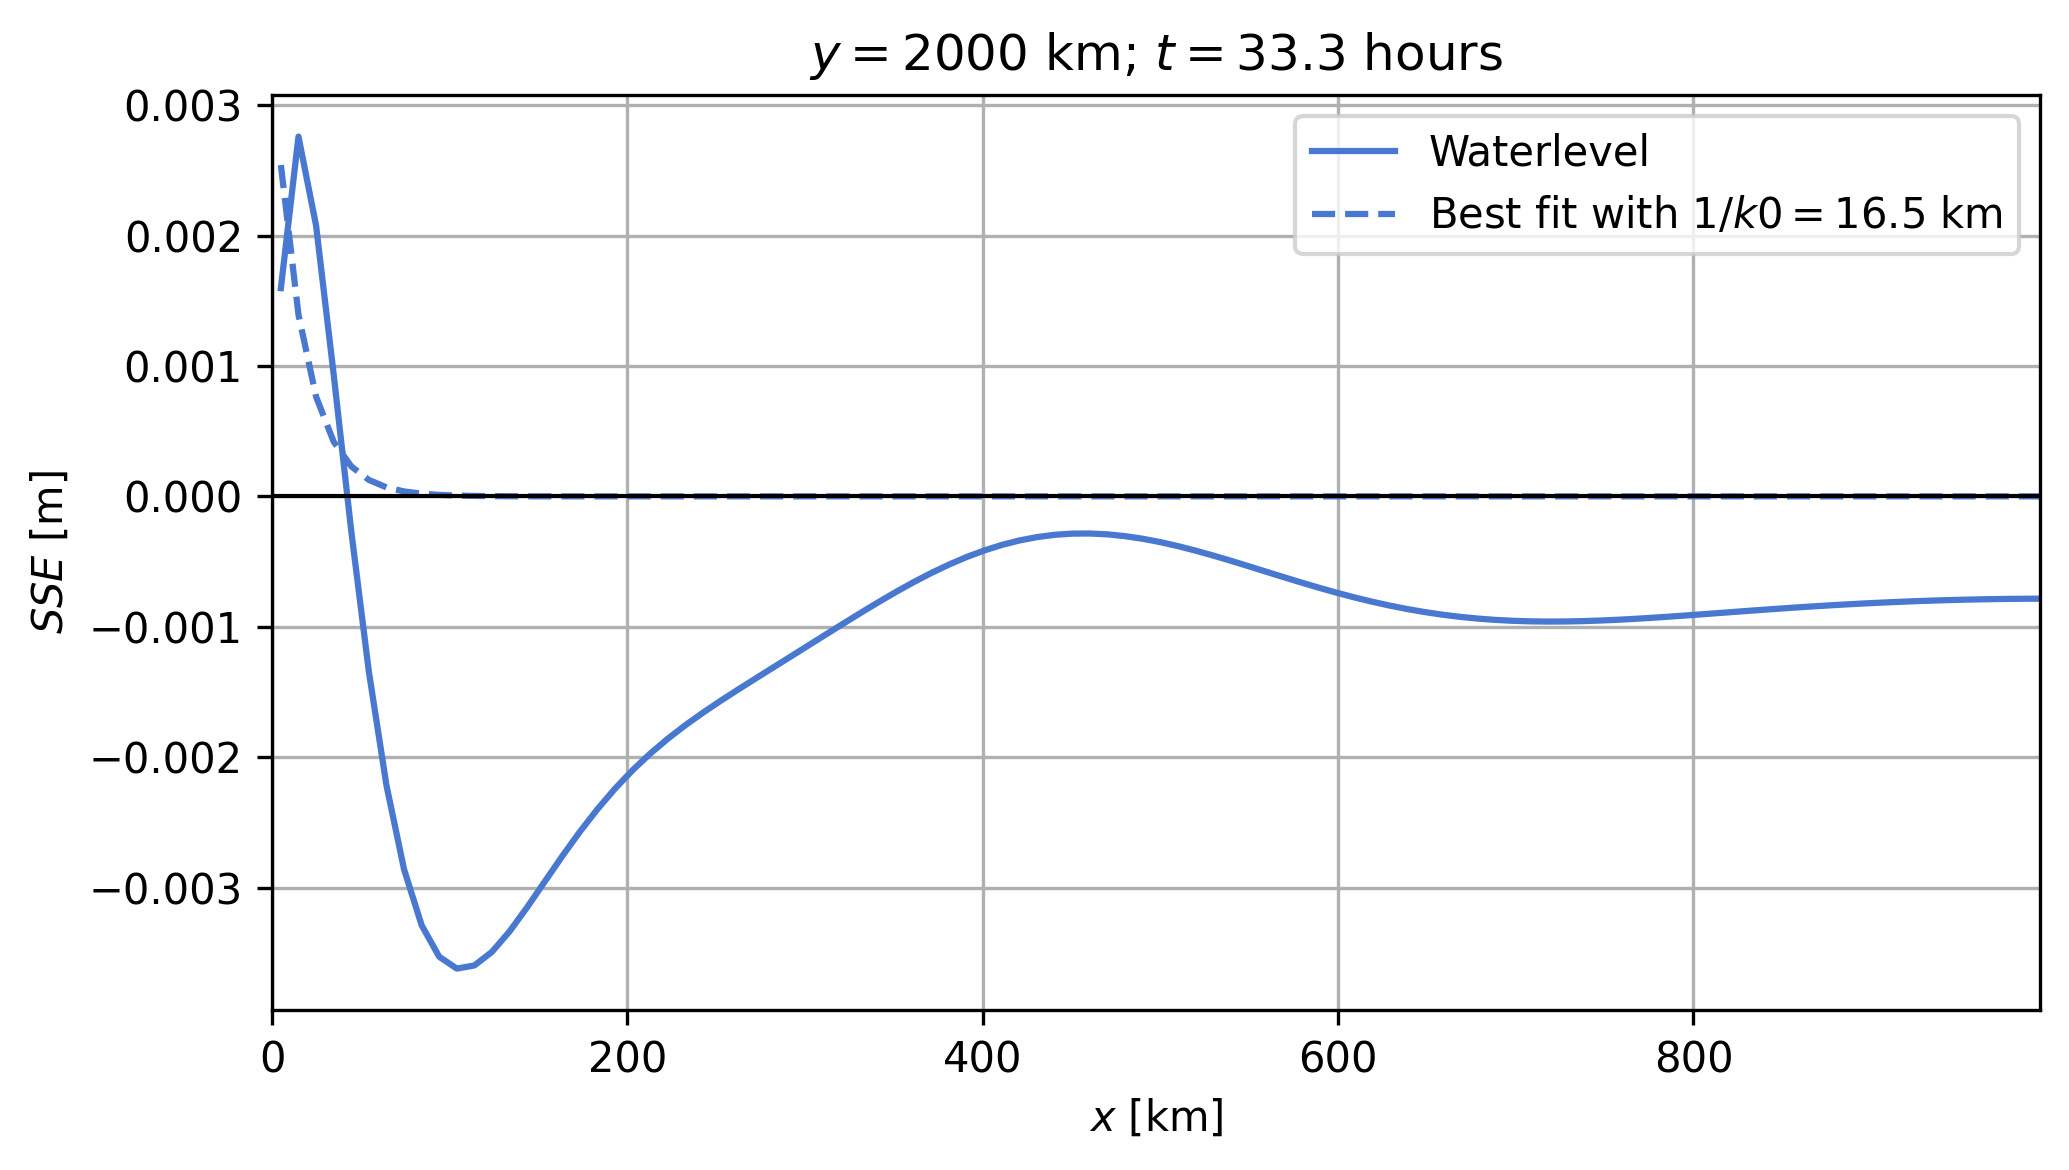 y = 2000 km; t = 33.3 hours
Waterlevel
Best fit with 1/k0 = 16.5 km
SSE [m]
0.003
0.002
0.001
0.000
−0.001
−0.002
−0.003
0 200 400 600 800
x [km]